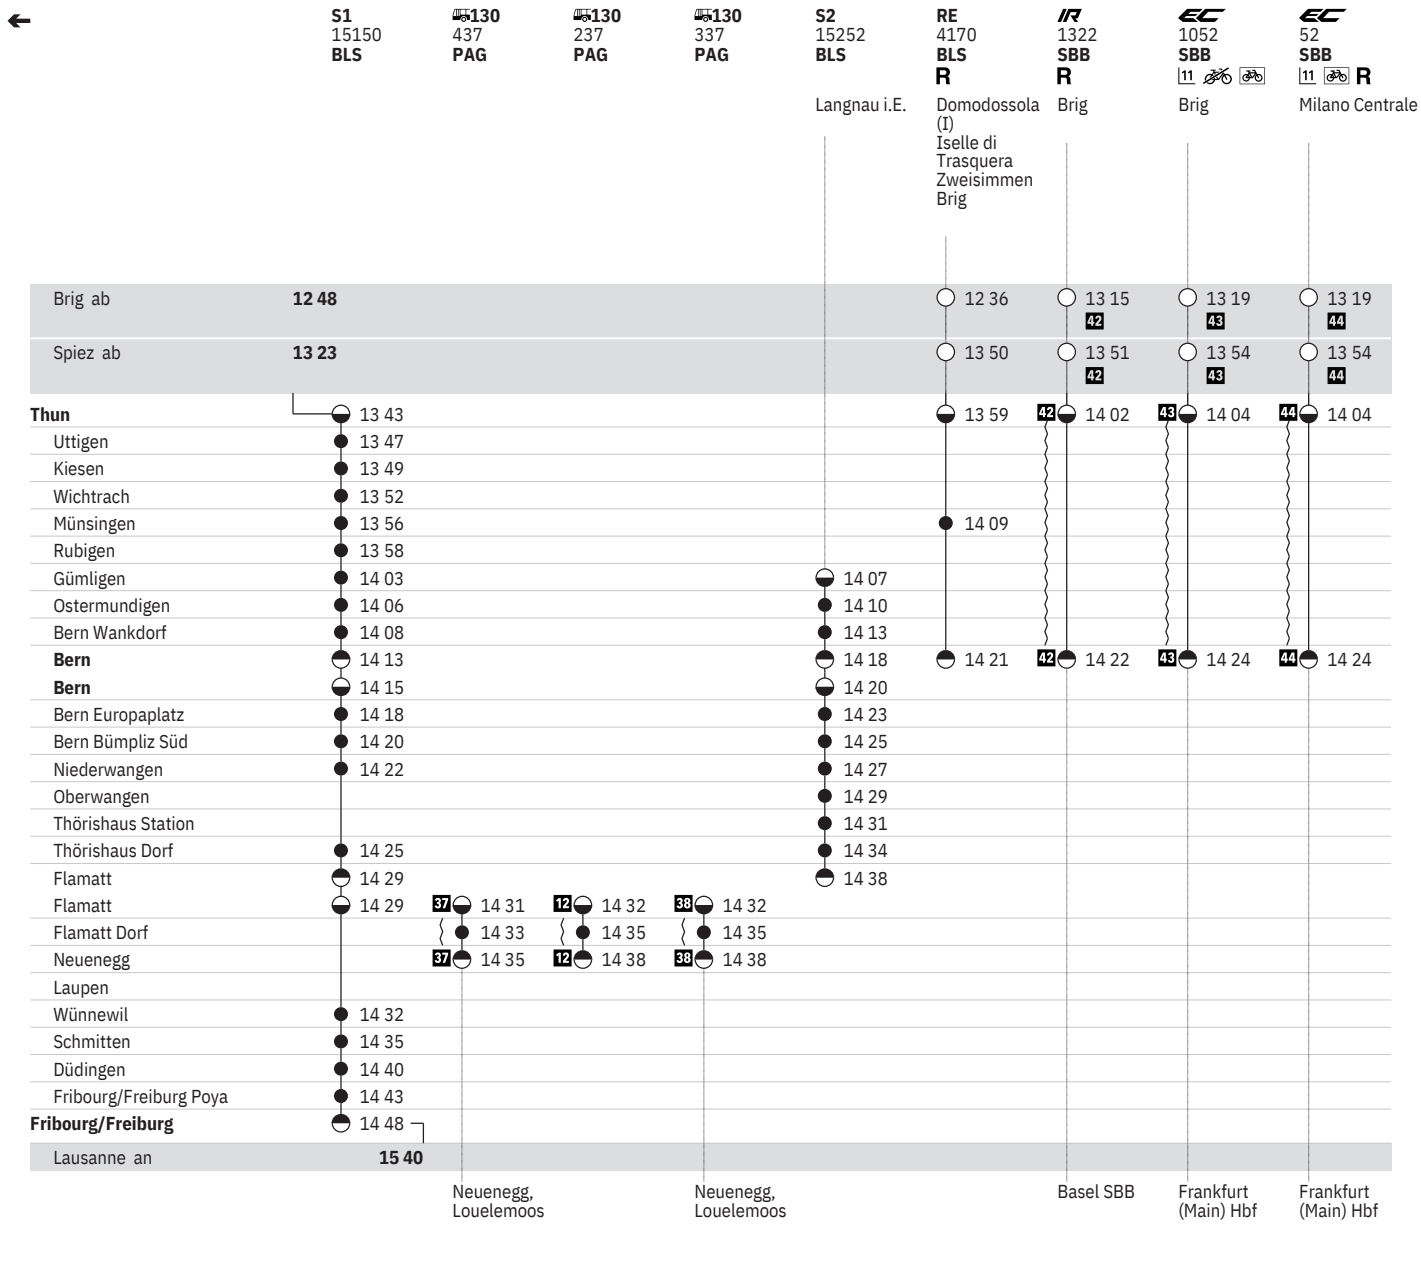 S1 130 130 130 S2 RE IR EC EC
15150 437 237 337 15252 4170 1322 1052 52
BLS PAG PAG PAG BLS BLS SBB SBB SBB
R R 11 11 R
Langnau i.E. Domodossola Brig Brig Milano Centrale
(I)
Iselle di
Trasquera
Zweisimmen
Brig
Brig ab 12 48 12 36 13 15 13 19 13 19
42 43 44
Spiez ab 13 23 13 50 13 51 13 54 13 54
42 43 44
Thun 13 43 13 59 42 14 02 43 14 04 44 14 04
Uttigen 13 47
Kiesen 13 49
Wichtrach 13 52
Münsingen 13 56 14 09
Rubigen 13 58
Gümligen 14 03 14 07
Ostermundigen 14 06 14 10
Bern Wankdorf 14 08 14 13
Bern 14 13 14 18 14 21 42 14 22 43 14 24 44 14 24
Bern 14 15 14 20
Bern Europaplatz 14 18 14 23
Bern Bümpliz Süd 14 20 14 25
Niederwangen 14 22 14 27
Oberwangen 14 29
Thörishaus Station 14 31
Thörishaus Dorf 14 25 14 34
Flamatt 14 29 14 38
Flamatt 14 29 37 14 31 12 14 32 38 14 32
Flamatt Dorf 14 33 14 35 14 35
Neuenegg 37 14 35 12 14 38 38 14 38
Laupen
Wünnewil 14 32
Schmitten 14 35
Düdingen 14 40
Fribourg/Freiburg Poya 14 43
Fribourg/Freiburg 14 48
Lausanne an 15 40
Neuenegg, Neuenegg, Basel SBB Frankfurt Frankfurt
Louelemoos Louelemoos (Main) Hbf (Main) Hbf